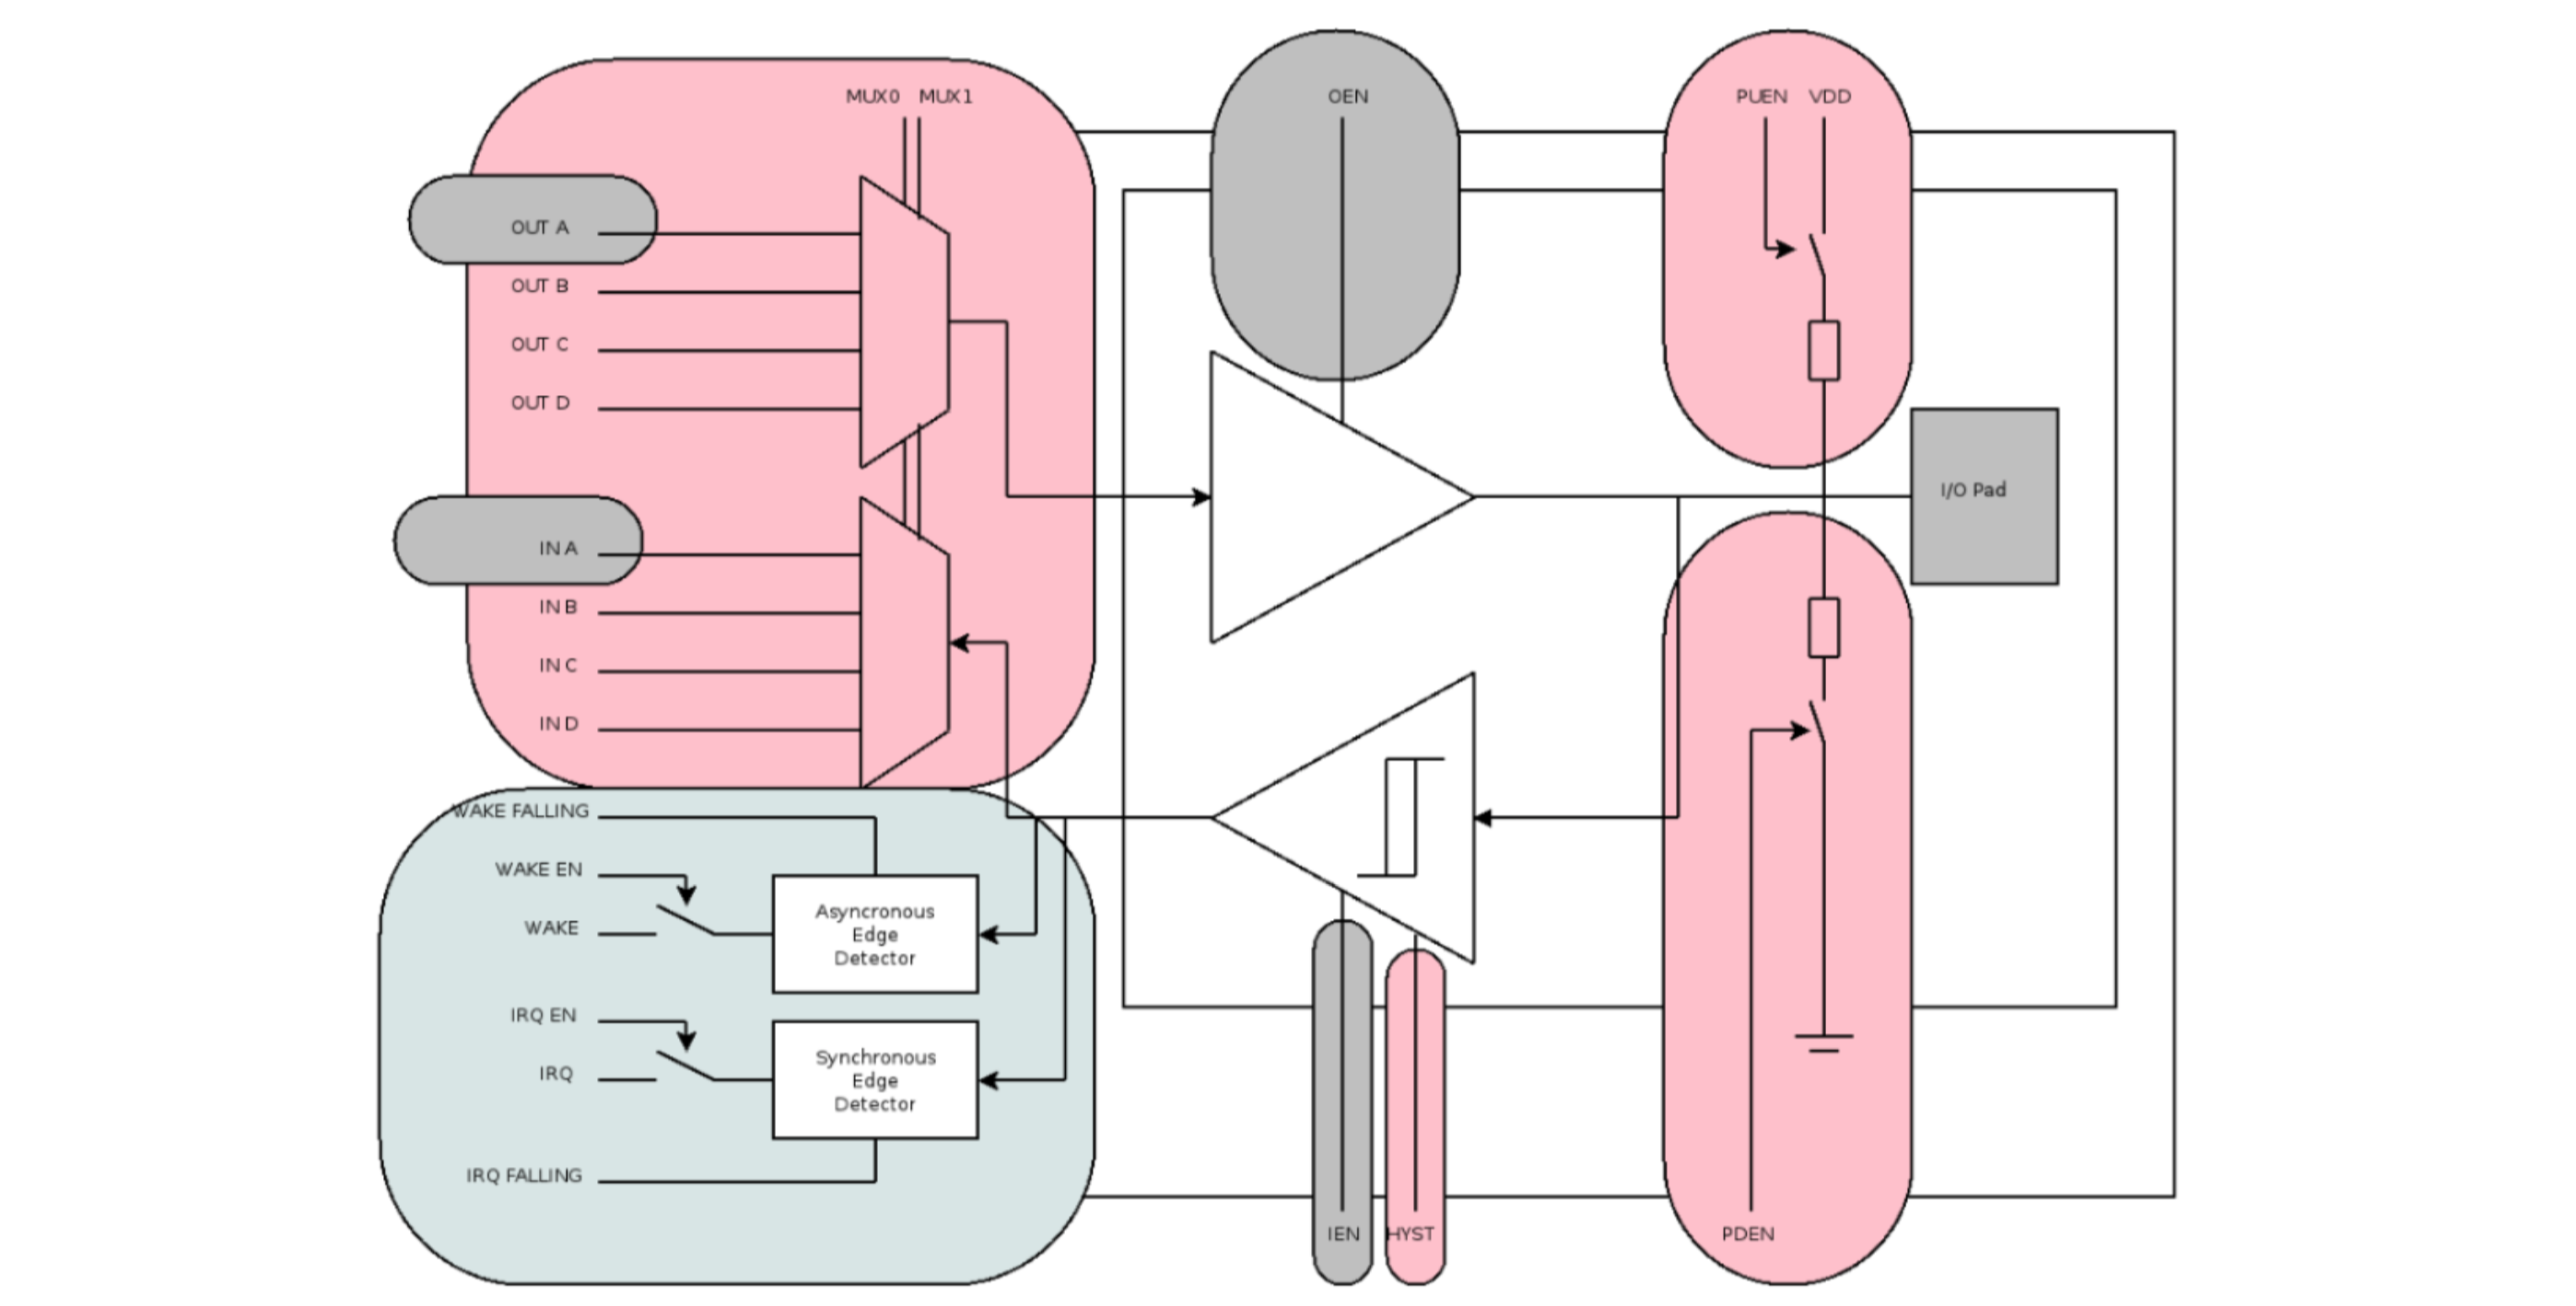 MUX0 MUX1
OEN
PUEN VDD
OUT A
OUT B
OUT C
OUT D
I/O Pad
IN A
IN B
IN C
IN D
WAKE FALLING
WAKE EN
WAKE
Asyncronous
Edge
Detector
IRQ EN
IRQ
Synchronous
Edge
Detector
IRQ FALLING
IEN
HYST
PDEN